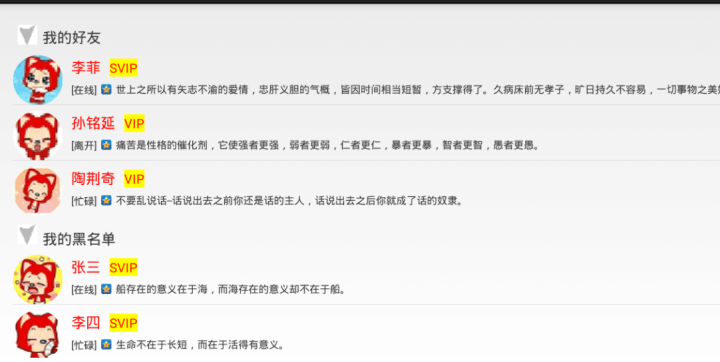 我的好友
李菲 SVIP
[在线] 世上之所以有矢志不渝的爱情，忠肝义胆的气概，皆因时间相当短暂，方支撑得了。久病床前无孝子，旷日持久不容易，一切事物之美好
孙铭延 VIP
[离开] 痛苦是性格的催化剂，它使强者更强，弱者更弱，仁者更仁，暴者更暴，智者更智，愚者更愚。
陶荆奇 VIP
[忙碌] 不要乱说话–话说出去之前你还是话的主人，话说出去之后你就成了话的奴隶。
我的黑名单
张三 SVIP
[在线] 船存在的意义在于海，而海存在的意义却不在于船。
李四 SVIP
[忙碌] 生命不在于长短，而在于活得有意义。